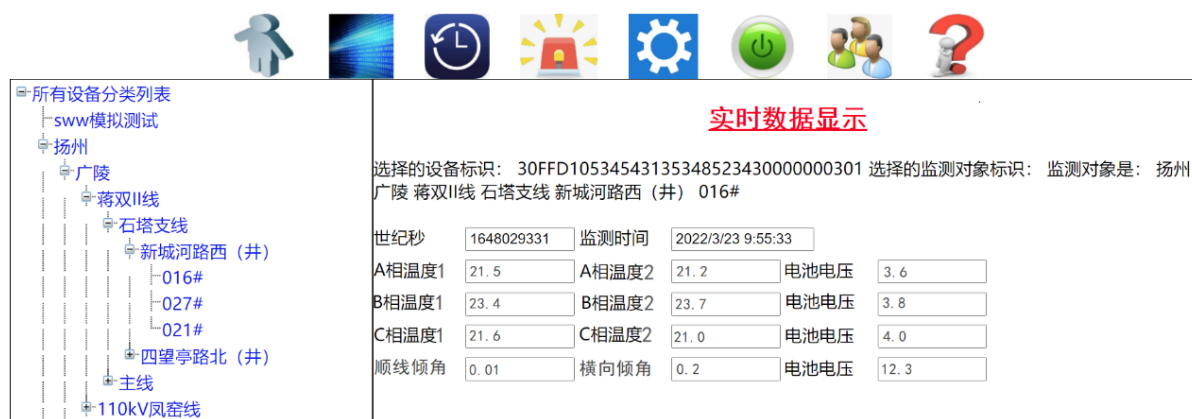 所有设备分类列表
sww模拟测试
扬州
广陵
蒋双II线
石塔支线
新城河路西（井）
016#
027#
021#
四望亭路北（井）
主线
110kV凤窑线
实时数据显示
选择的设备标识： 30FFD1053454313534852343000000301 选择的监测对象标识： 监测对象是： 扬州
广陵 蒋双II线 石塔支线 新城河路西（井） 016#
世纪秒 1648029331 监测时间 2022/3/23 9:55:33
A相温度1 21.5 A相温度2 21.2 电池电压 3.6
B相温度1 23.4 B相温度2 23.7 电池电压 3.8
C相温度1 21.6 C相温度2 21.0 电池电压 4.0
顺线倾角 0.01 横向倾角 0.2 电池电压 12.3